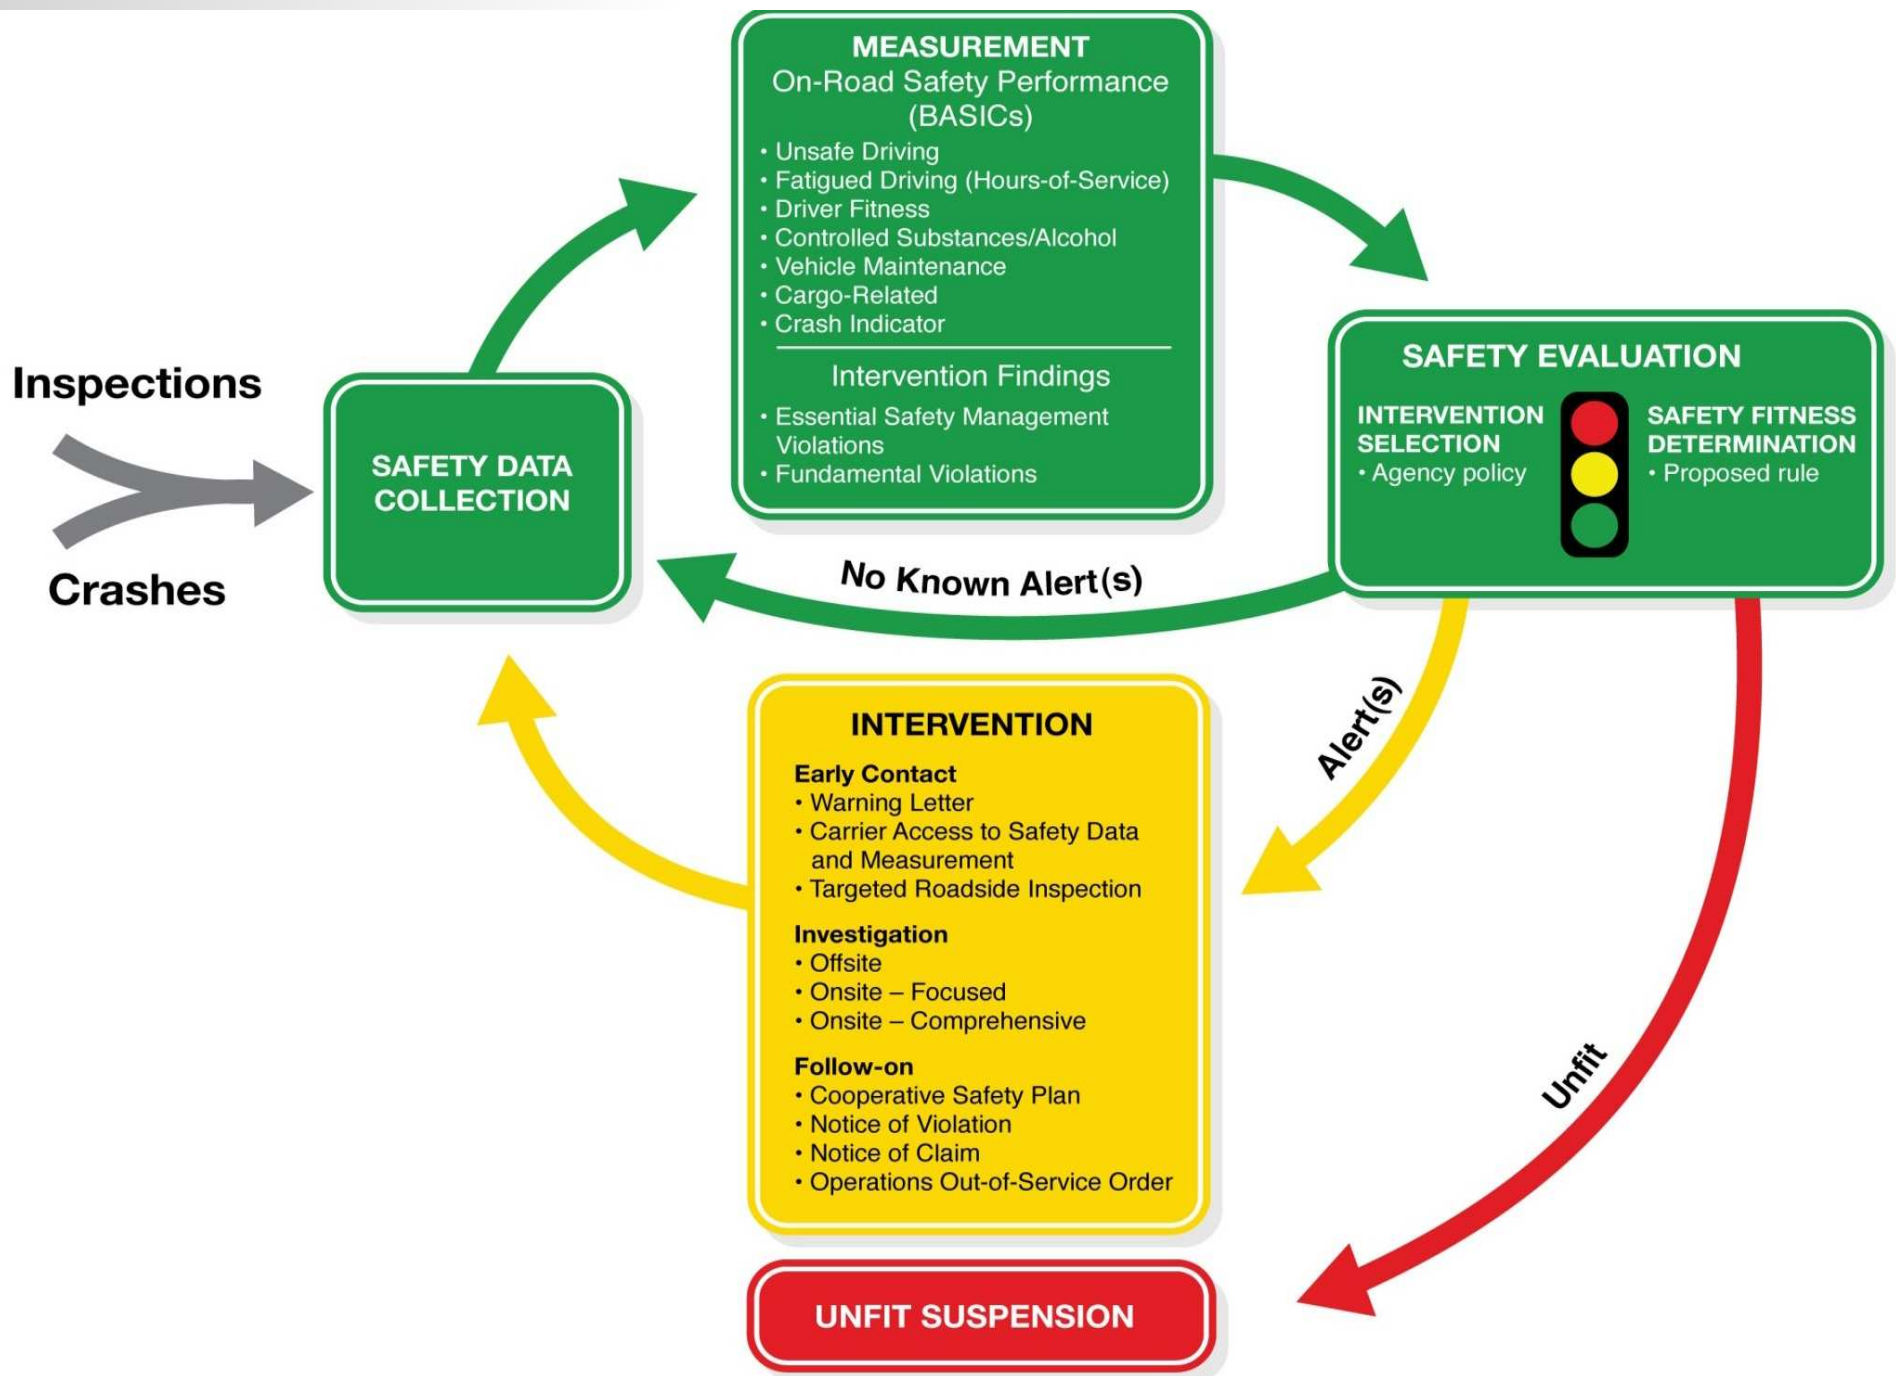 MEASUREMENT
On-Road Safety Performance
(BASICs)
• Unsafe Driving
• Fatigued Driving (Hours-of-Service)
• Driver Fitness
• Controlled Substances/Alcohol
• Vehicle Maintenance
• Cargo-Related
• Crash Indicator
Intervention Findings
• Essential Safety Management
Violations
• Fundamental Violations
Inspections
Crashes
SAFETY DATA
COLLECTION
SAFETY EVALUATION
INTERVENTION
SELECTION
• Agency policy
SAFETY FITNESS
DETERMINATION
• Proposed rule
No Known Alert(s)
Alert(s)
Unfit
INTERVENTION
Early Contact
• Warning Letter
• Carrier Access to Safety Data
and Measurement
• Targeted Roadside Inspection
Investigation
• Offsite
• Onsite – Focused
• Onsite – Comprehensive
Follow-on
• Cooperative Safety Plan
• Notice of Violation
• Notice of Claim
• Operations Out-of-Service Order
UNFIT SUSPENSION